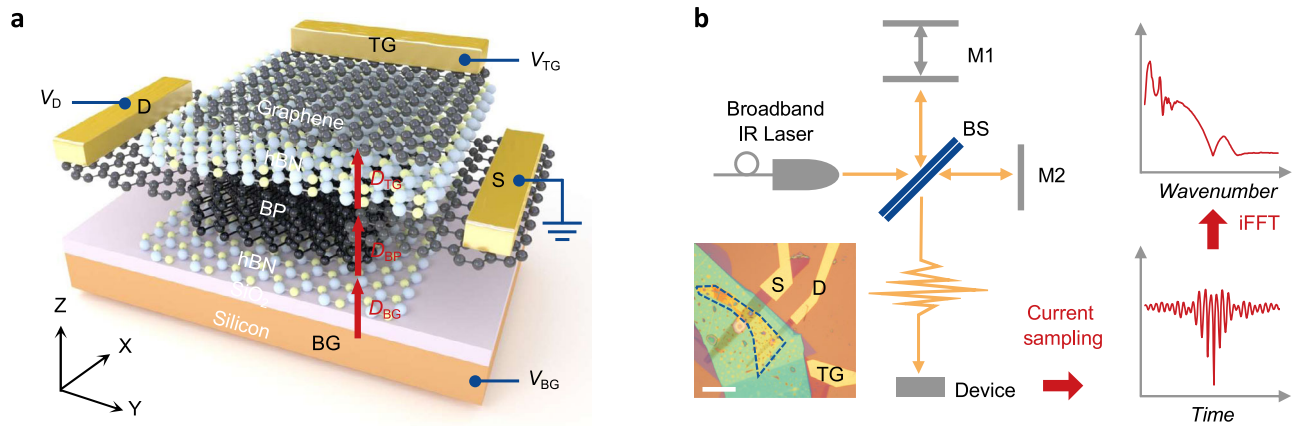 a
TG
V_TG
V_D
D
Graphene
hBN
D_TG
S
BP
D_BP
hBN
SiO₂
D_BG
Silicon
BG
V_BG
Z
X
Y
b
M1
Broadband
IR Laser
BS
M2
Wavenumber
iFFT
S
D
TG
Current
sampling
Device
Time